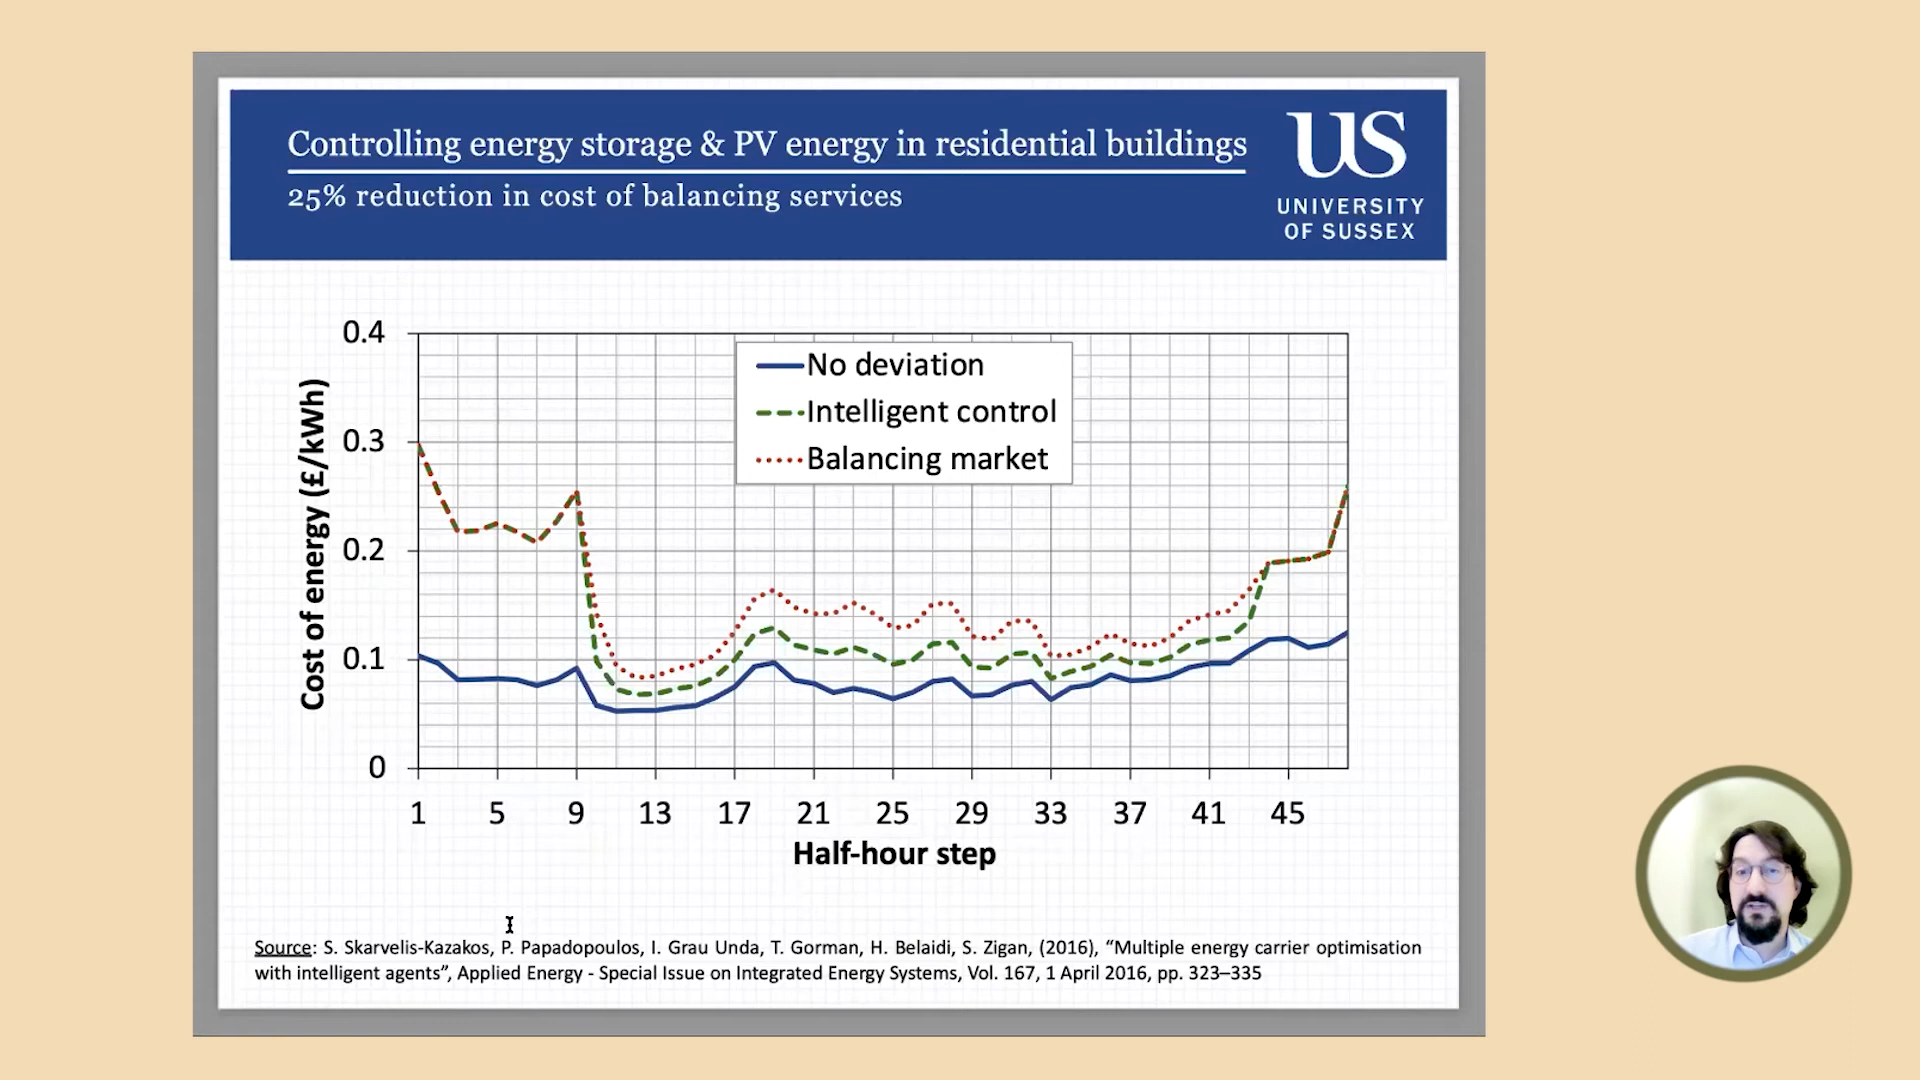 Controlling energy storage & PV energy in residential buildings
25% reduction in cost of balancing services
US
UNIVERSITY
OF SUSSEX
No deviation
Intelligent control
Balancing market
Cost of energy (£/kWh)
0.4
0.3
0.2
0.1
0
1 5 9 13 17 21 25 29 33 37 41 45
Half-hour step
Source: S. Skarvelis-Kazakos, P. Papadopoulos, I. Grau Unda, T. Gorman, H. Belaidi, S. Zigan, (2016), “Multiple energy carrier optimisation
with intelligent agents”, Applied Energy - Special Issue on Integrated Energy Systems, Vol. 167, 1 April 2016, pp. 323–335